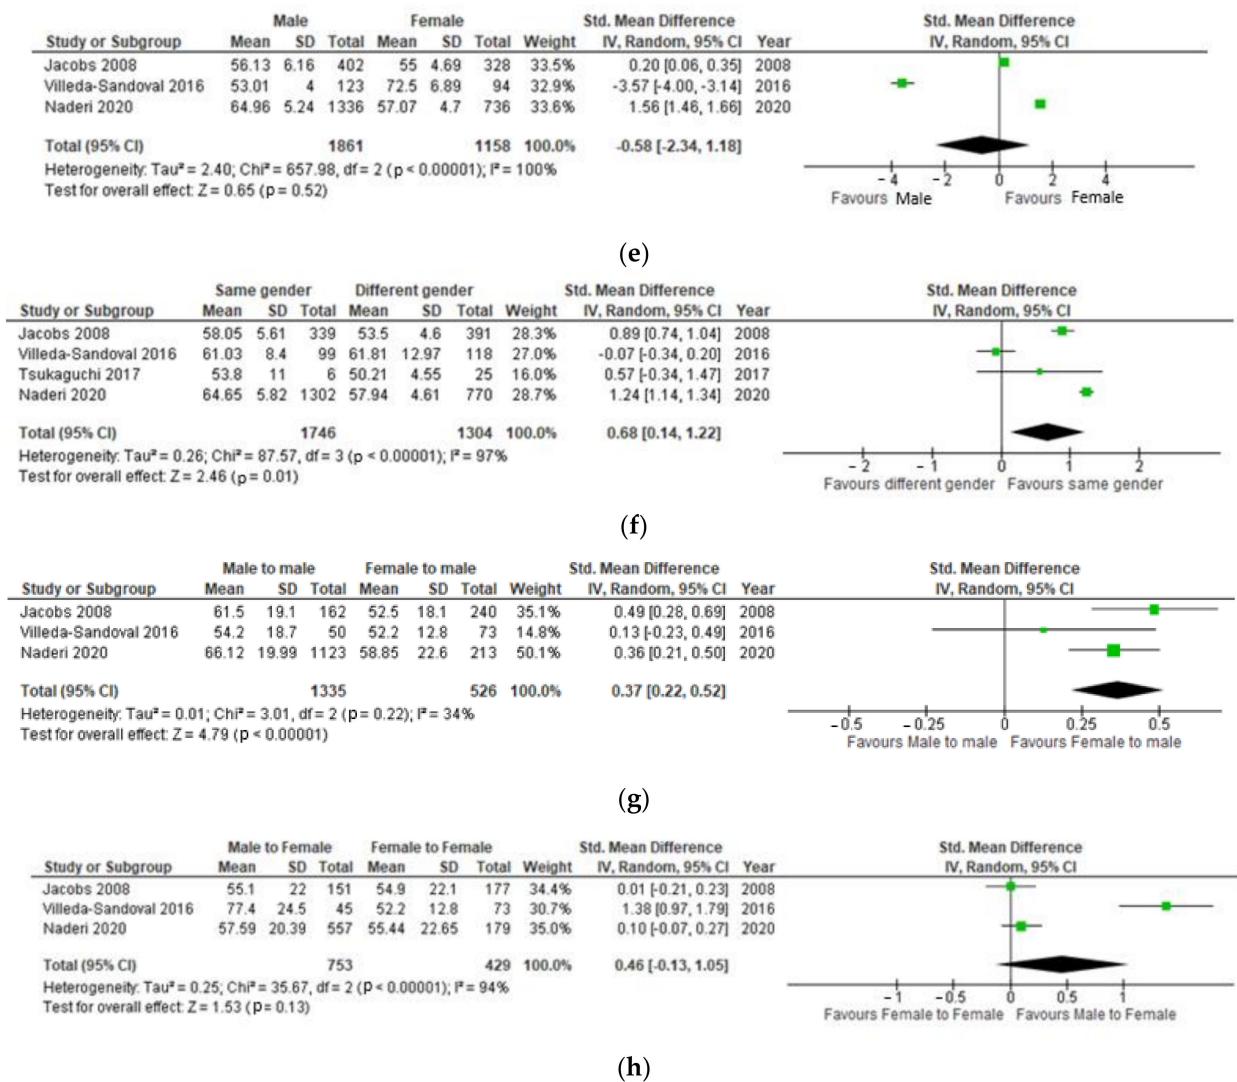 Male Female Std. Mean Difference Std. Mean Difference
Study or Subgroup Mean SD Total Mean SD Total Weight IV, Random, 95% CI Year IV, Random, 95% CI
Jacobs 2008 56.13 6.16 402 55 4.69 328 33.5% 0.20 [0.06, 0.35] 2008
Villeda-Sandoval 2016 53.01 4 123 72.5 6.89 94 32.9% -3.57 [-4.00, -3.14] 2016
Naderi 2020 64.96 5.24 1336 57.07 4.7 736 33.6% 1.56 [1.46, 1.66] 2020
Total (95% CI) 1861 1158 100.0% -0.58 [-2.34, 1.18]
Heterogeneity: Tau² = 2.40; Chi² = 657.98, df = 2 (p < 0.00001); I² = 100%
Test for overall effect: Z = 0.65 (p = 0.52)
-4 -2 0 2 4
Favours Male Favours Female
(e)
Same gender Different gender Std. Mean Difference Std. Mean Difference
Study or Subgroup Mean SD Total Mean SD Total Weight IV, Random, 95% CI Year IV, Random, 95% CI
Jacobs 2008 58.05 5.61 339 53.5 4.6 391 28.3% 0.89 [0.74, 1.04] 2008
Villeda-Sandoval 2016 61.03 8.4 99 61.81 12.97 118 27.0% -0.07 [-0.34, 0.20] 2016
Tsukaguchi 2017 53.8 11 6 50.21 4.55 25 16.0% 0.57 [-0.34, 1.47] 2017
Naderi 2020 64.65 5.82 1302 57.94 4.61 770 28.7% 1.24 [1.14, 1.34] 2020
Total (95% CI) 1746 1304 100.0% 0.68 [0.14, 1.22]
Heterogeneity: Tau² = 0.26; Chi² = 87.57, df = 3 (p < 0.00001); I² = 97%
Test for overall effect: Z = 2.46 (p = 0.01)
-2 -1 0 1 2
Favours different gender Favours same gender
(f)
Male to male Female to male Std. Mean Difference Std. Mean Difference
Study or Subgroup Mean SD Total Mean SD Total Weight IV, Random, 95% CI Year IV, Random, 95% CI
Jacobs 2008 61.5 19.1 162 52.5 18.1 240 35.1% 0.49 [0.28, 0.69] 2008
Villeda-Sandoval 2016 54.2 18.7 50 52.2 12.8 73 14.8% 0.13 [-0.23, 0.49] 2016
Naderi 2020 66.12 19.99 1123 58.85 22.6 213 50.1% 0.36 [0.21, 0.50] 2020
Total (95% CI) 1335 526 100.0% 0.37 [0.22, 0.52]
Heterogeneity: Tau² = 0.01; Chi² = 3.01, df = 2 (p = 0.22); I² = 34%
Test for overall effect: Z = 4.79 (p < 0.00001)
-0.5 -0.25 0 0.25 0.5
Favours Male to male Favours Female to male
(g)
Male to Female Female to Female Std. Mean Difference Std. Mean Difference
Study or Subgroup Mean SD Total Mean SD Total Weight IV, Random, 95% CI Year IV, Random, 95% CI
Jacobs 2008 55.1 22 151 54.9 22.1 177 34.4% 0.01 [-0.21, 0.23] 2008
Villeda-Sandoval 2016 77.4 24.5 45 52.2 12.8 73 30.7% 1.38 [0.97, 1.79] 2016
Naderi 2020 57.59 20.39 557 55.44 22.65 179 35.0% 0.10 [-0.07, 0.27] 2020
Total (95% CI) 753 429 100.0% 0.46 [-0.13, 1.05]
Heterogeneity: Tau² = 0.25; Chi² = 35.67, df = 2 (p < 0.00001); I² = 94%
Test for overall effect: Z = 1.53 (p = 0.13)
-1 -0.5 0 0.5 1
Favours Female to Female Favours Male to Female
(h)